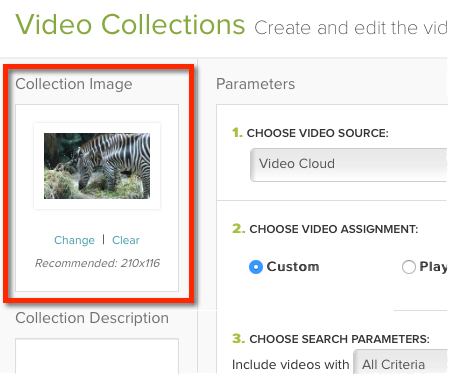 Video Collections Create and edit the vid
Collection Image
Change | Clear
Recommended: 210x116
Collection Description
Parameters
1. CHOOSE VIDEO SOURCE:
Video Cloud
2. CHOOSE VIDEO ASSIGNMENT:
Custom Play
3. CHOOSE SEARCH PARAMETERS:
Include videos with All Criteria